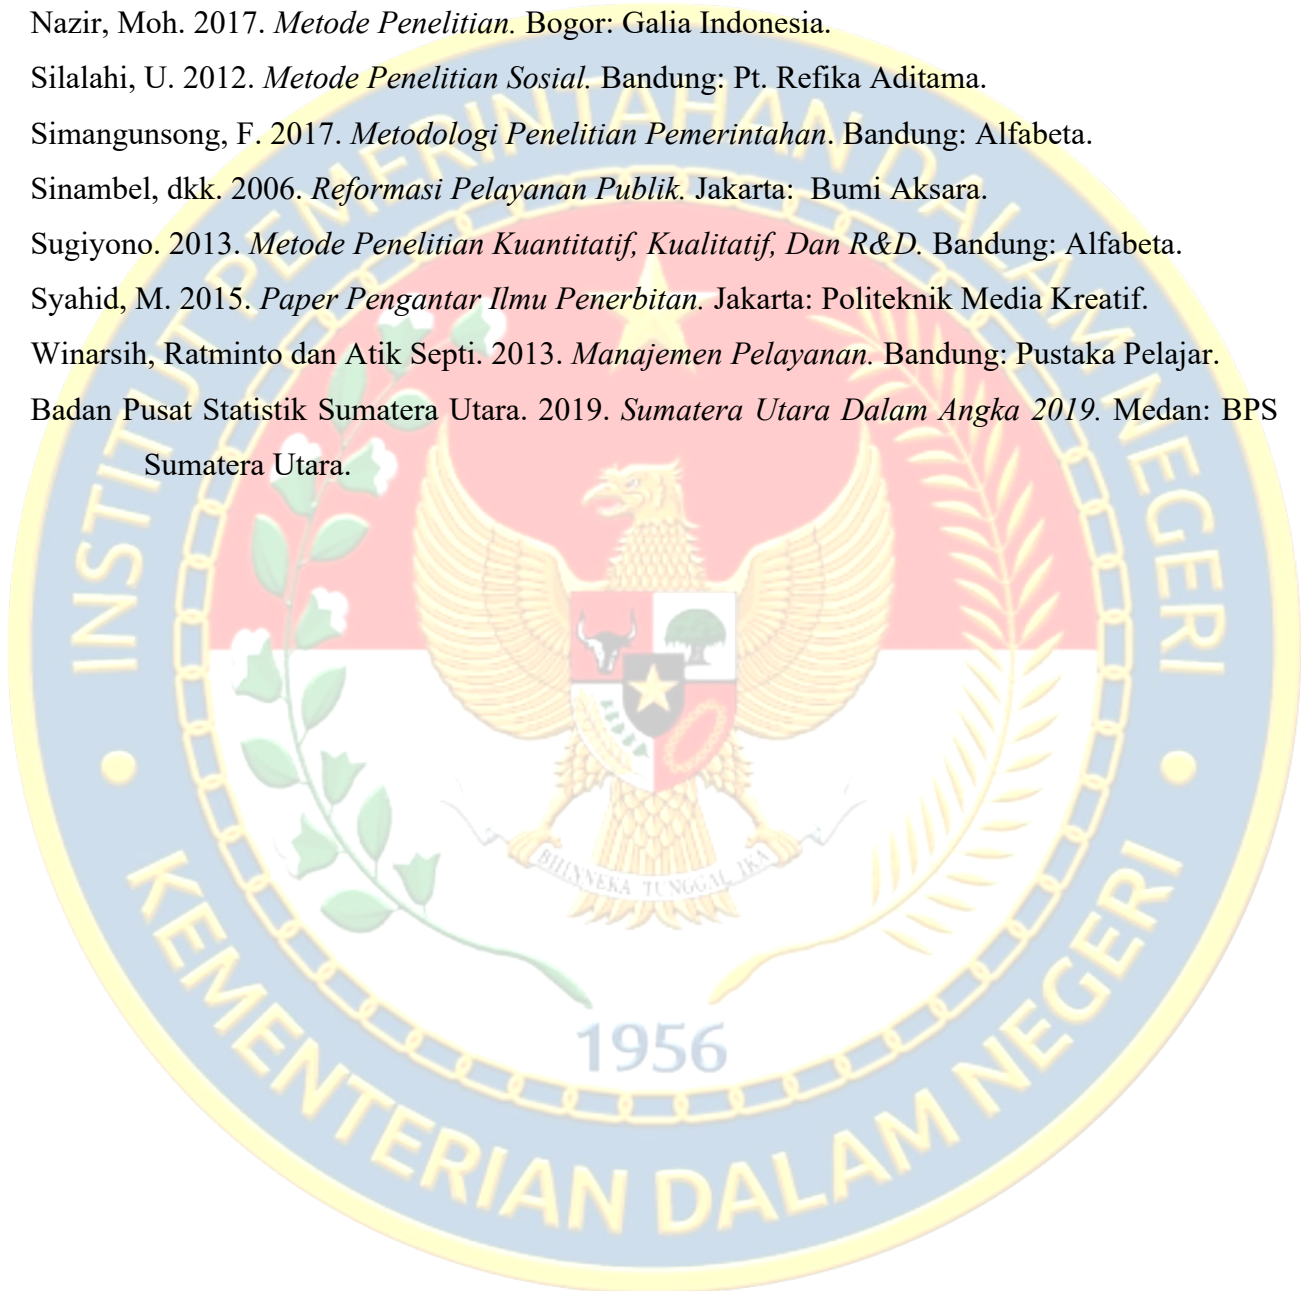 Nazir, Moh. 2017. Metode Penelitian. Bogor: Galia Indonesia.
Silalahi, U. 2012. Metode Penelitian Sosial. Bandung: Pt. Refika Aditama.
Simangunsong, F. 2017. Metodologi Penelitian Pemerintahan. Bandung: Alfabeta.
Sinambel, dkk. 2006. Reformasi Pelayanan Publik. Jakarta:  Bumi Aksara.
Sugiyono. 2013. Metode Penelitian Kuantitatif, Kualitatif, Dan R&D. Bandung: Alfabeta.
Syahid, M. 2015. Paper Pengantar Ilmu Penerbitan. Jakarta: Politeknik Media Kreatif.
Winarsih, Ratminto dan Atik Septi. 2013. Manajemen Pelayanan. Bandung: Pustaka Pelajar.
Badan Pusat Statistik Sumatera Utara. 2019. Sumatera Utara Dalam Angka 2019. Medan: BPS
Sumatera Utara.
INSTITUT PEMERINTAHAN DALAM NEGERI
BHINNEKA TUNGGAL IKA
1956
KEMENTERIAN DALAM NEGERI